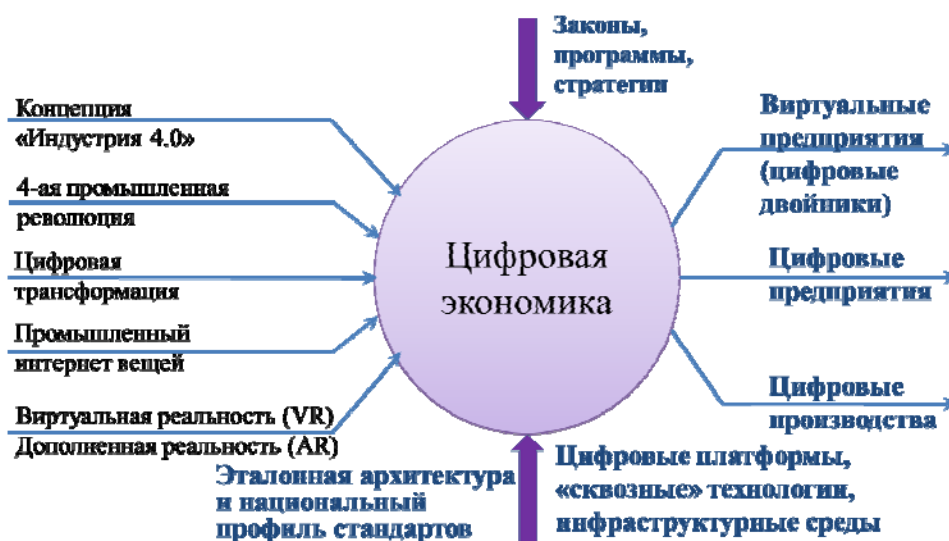 Законы,
программы,
стратегии
Концепция
«Индустрия 4.0»
4-ая промышленная
революция
Цифровая
трансформация
Промышленный
интернет вещей
Виртуальная реальность (VR)
Дополненная реальность (AR)
Цифровая
экономика
Виртуальные
предприятия
(цифровые
двойники)
Цифровые
предприятия
Цифровые
производства
Эталонная архитектура
и национальный
профиль стандартов
Цифровые платформы,
«сквозные» технологии,
инфраструктурные среды